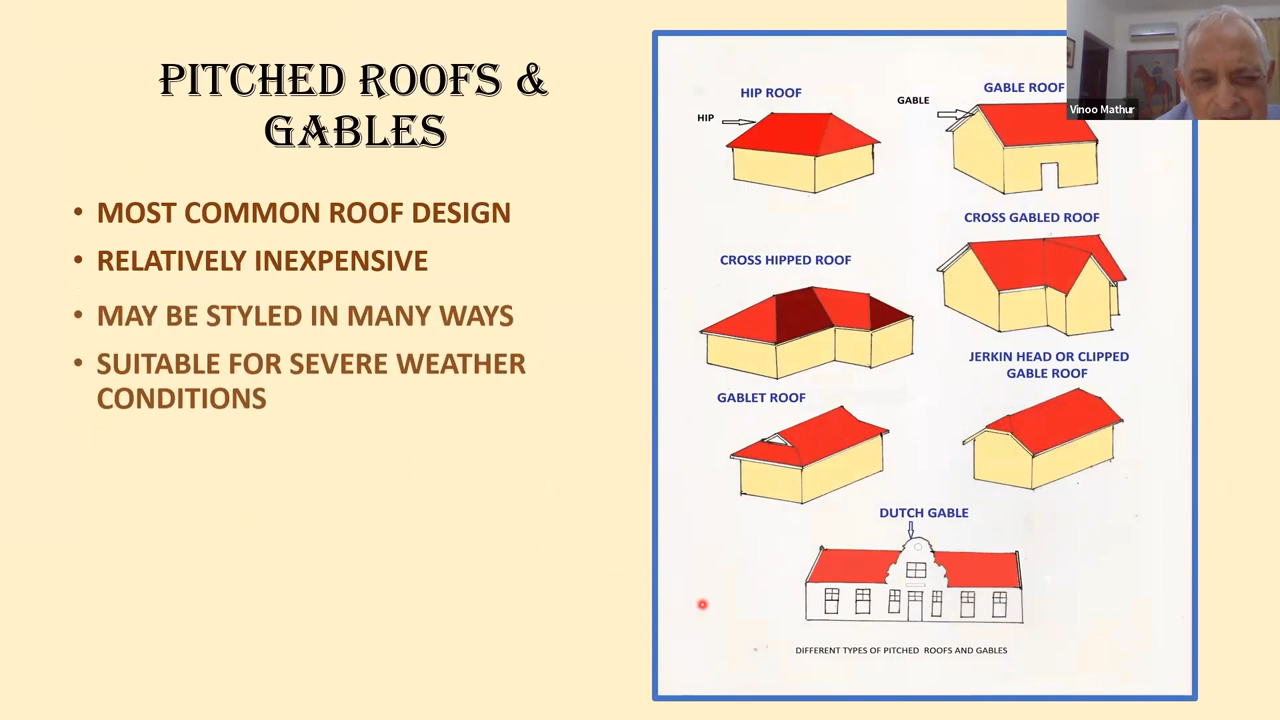 PITCHED ROOFS &
GABLES
• MOST COMMON ROOF DESIGN
• RELATIVELY INEXPENSIVE
• MAY BE STYLED IN MANY WAYS
• SUITABLE FOR SEVERE WEATHER
CONDITIONS
HIP ROOF
HIP
GABLE ROOF
GABLE
Vinoo Mathur
CROSS GABLED ROOF
CROSS HIPPED ROOF
JERKIN HEAD OR CLIPPED
GABLE ROOF
GABLET ROOF
DUTCH GABLE
DIFFERENT TYPES OF PITCHED ROOFS AND GABLES